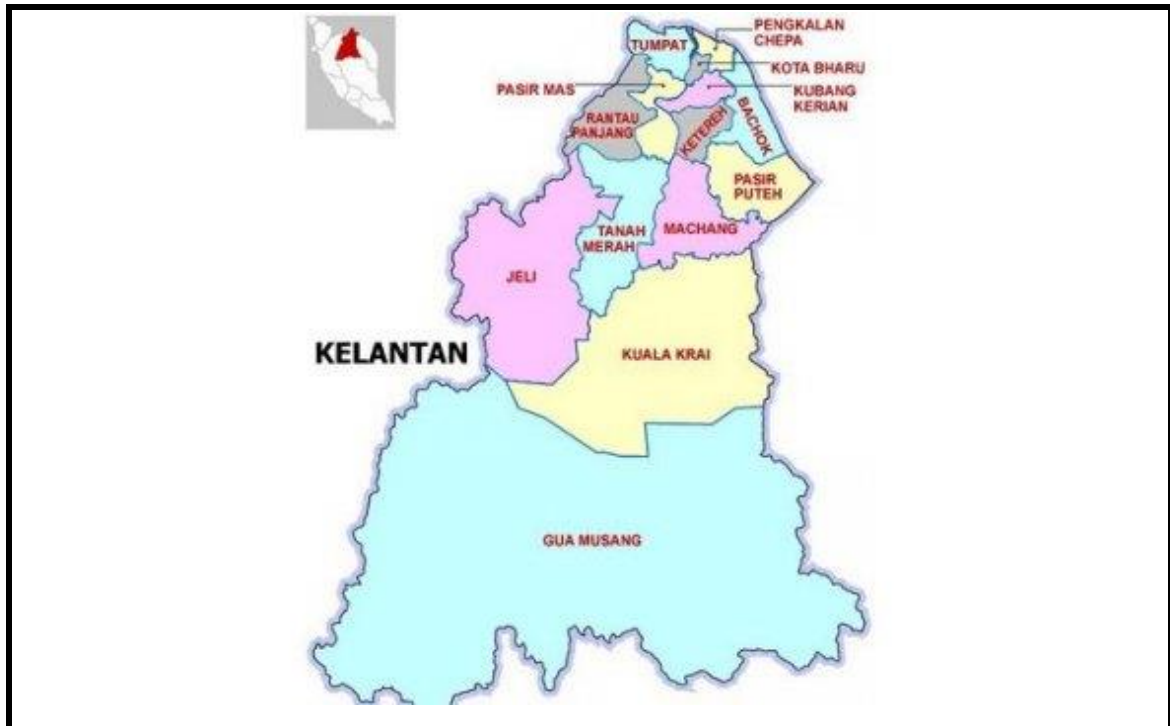 PENGKALAN
CHEPA
TUMPAT
KOTA BHARU
PASIR MAS
KUBANG
KERIAN
BACHOK
RANTAU
PANJANG
KETEREH
PASIR
PUTEH
TANAH
MERAH
MACHANG
JELI
KELANTAN
KUALA KRAI
GUA MUSANG